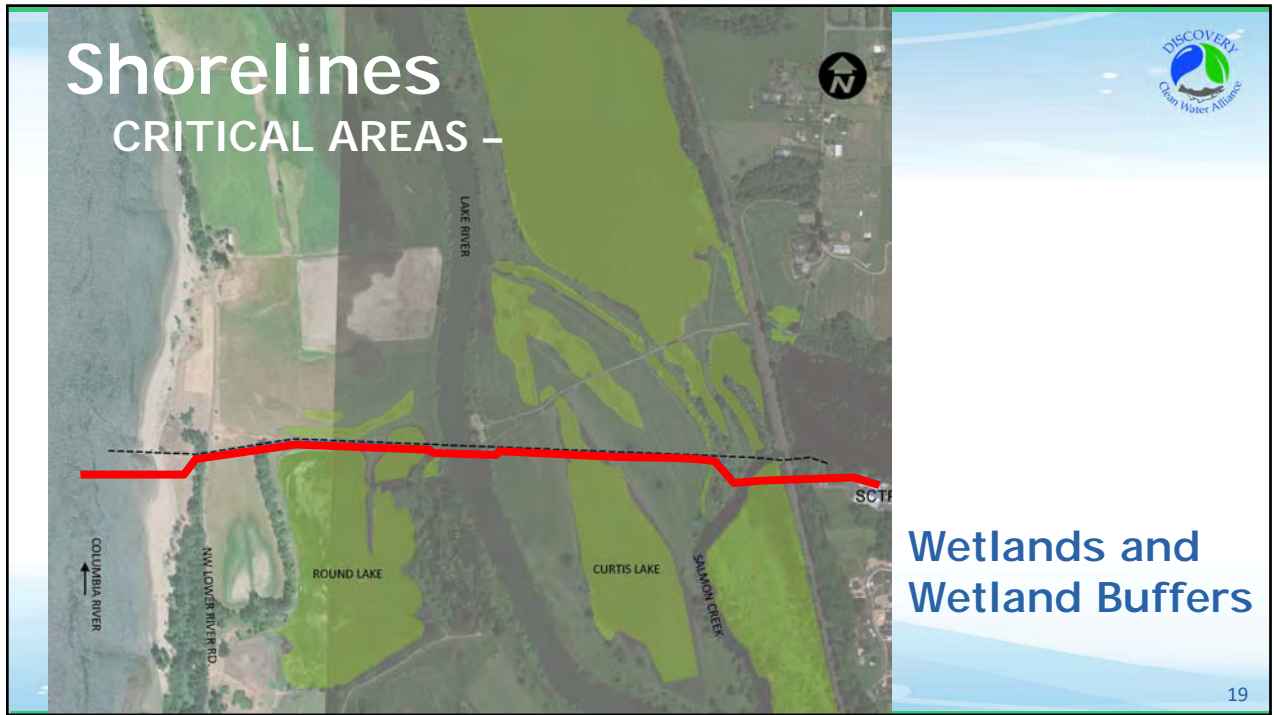 Shorelines
CRITICAL AREAS –
N
DISCOVERY
Clean Water Alliance
LAKE RIVER
COLUMBIA RIVER
NW LOWER RIVER RD.
ROUND LAKE
CURTIS LAKE
SALMON CREEK
SCTP
Wetlands and
Wetland Buffers
19